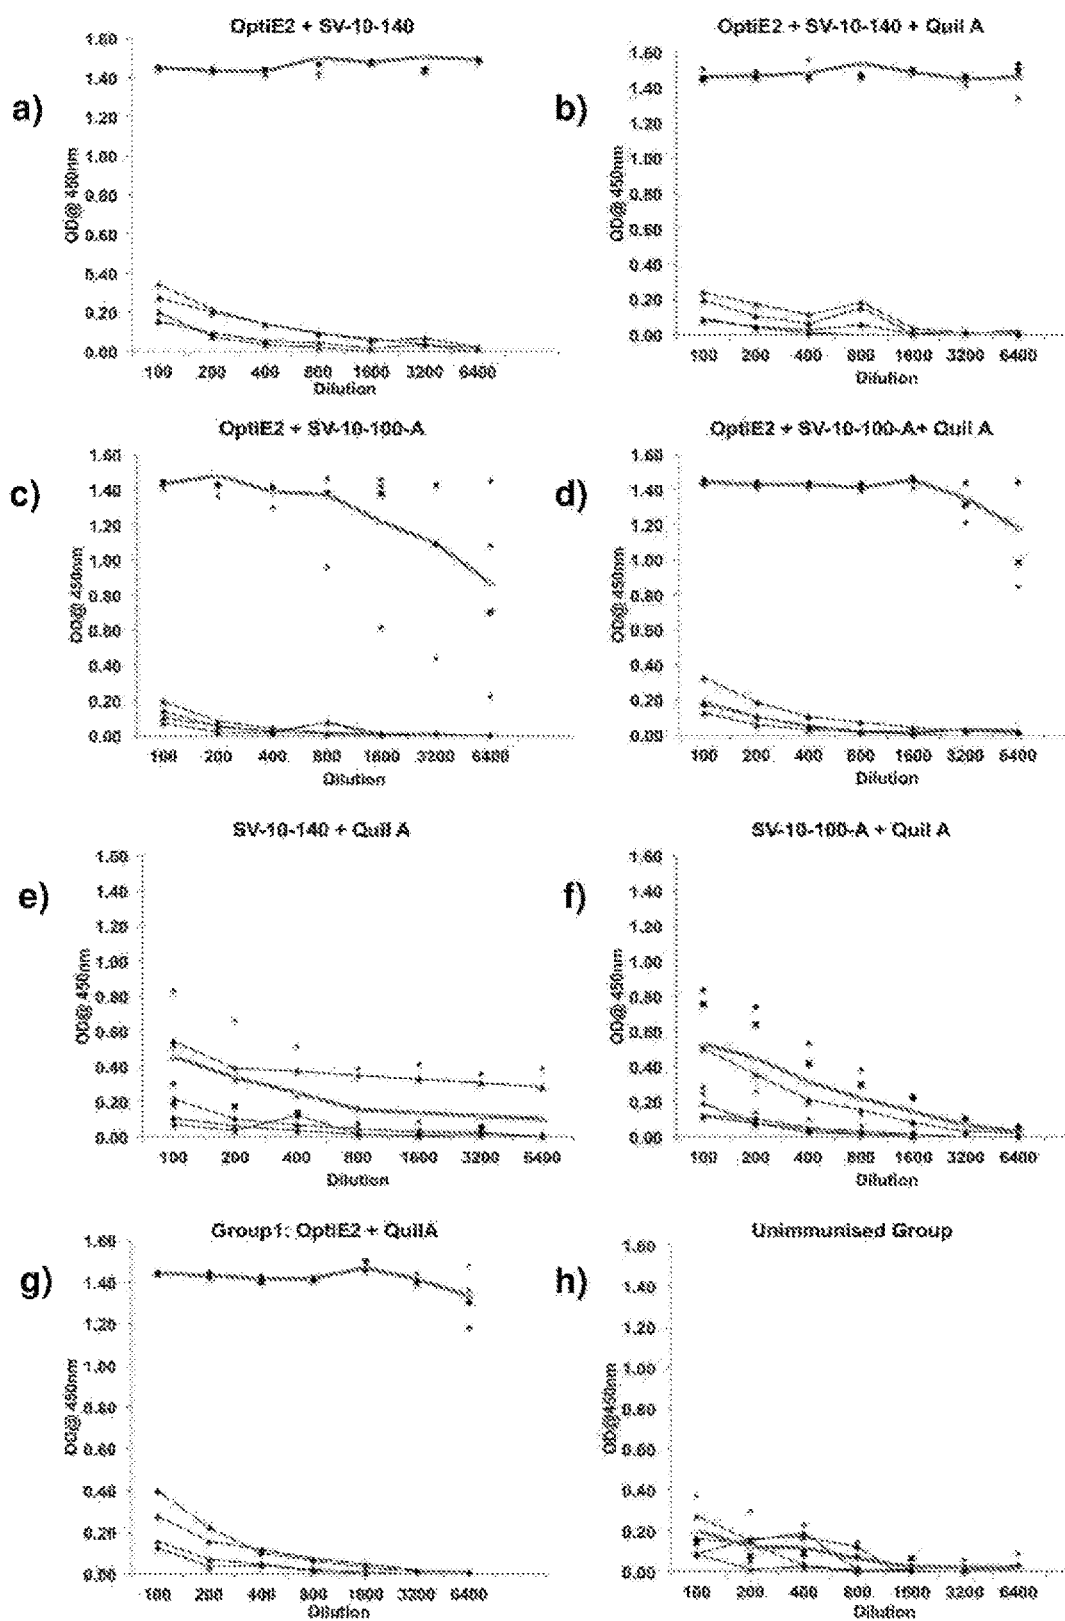 a)
OptiE2 + SV-10-140
1.60
1.40
1.20
1.00
0.80
0.60
0.40
0.20
0.00
OD@ 450nm
100 200 400 800 1600 3200 6400
Dilution
b)
OptiE2 + SV-10-140 + Quil A
1.60
1.40
1.20
1.00
0.80
0.60
0.40
0.20
0.00
OD@ 450nm
100 200 400 800 1600 3200 6400
Dilution
c)
OptiE2 + SV-10-100-A
1.60
1.40
1.20
1.00
0.80
0.60
0.40
0.20
0.00
OD@ 450nm
100 200 400 800 1600 3200 6400
Dilution
d)
OptiE2 + SV-10-100-A+ Quil A
1.60
1.40
1.20
1.00
0.80
0.60
0.40
0.20
0.00
OD@ 450nm
100 200 400 800 1600 3200 6400
Dilution
e)
SV-10-140 + Quil A
1.60
1.40
1.20
1.00
0.80
0.60
0.40
0.20
0.00
OD@ 450nm
100 200 400 800 1600 3200 6400
Dilution
f)
SV-10-100-A + Quil A
1.60
1.40
1.20
1.00
0.80
0.60
0.40
0.20
0.00
OD@ 450nm
100 200 400 800 1600 3200 6400
Dilution
g)
Group1: OptiE2 + QuilA
1.60
1.40
1.20
1.00
0.80
0.60
0.40
0.20
0.00
OD@ 450nm
100 200 400 800 1600 3200 6400
Dilution
h)
Unimmunised Group
1.60
1.40
1.20
1.00
0.80
0.60
0.40
0.20
0.00
OD@450nm
100 200 400 800 1600 3200 6400
Dilution